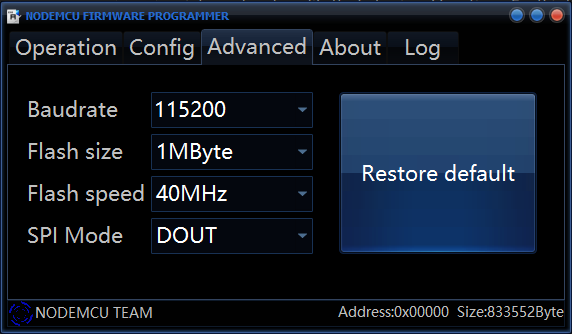 NODEMCU FIRMWARE PROGRAMMER
Operation Config Advanced About Log
Baudrate 115200
Flash size 1MByte
Flash speed 40MHz
SPI Mode DOUT
Restore default
NODEMCU TEAM Address:0x00000 Size:833552Byte